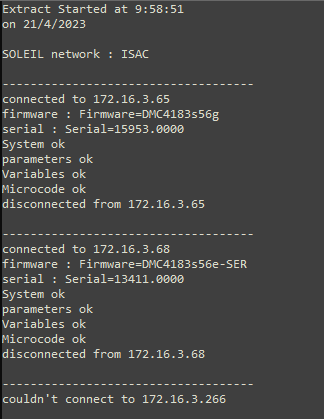 Extract Started at 9:58:51
on 21/4/2023

SOLEIL network : ISAC

-----------------------------------
connected to 172.16.3.65
firmware : Firmware=DMC4183s56g
serial : Serial=15953.0000
System ok
parameters ok
Variables ok
Microcode ok
disconnected from 172.16.3.65

-----------------------------------
connected to 172.16.3.68
firmware : Firmware=DMC4183s56e-SER
serial : Serial=13411.0000
System ok
parameters ok
Variables ok
Microcode ok
disconnected from 172.16.3.68

-----------------------------------
couldn't connect to 172.16.3.266